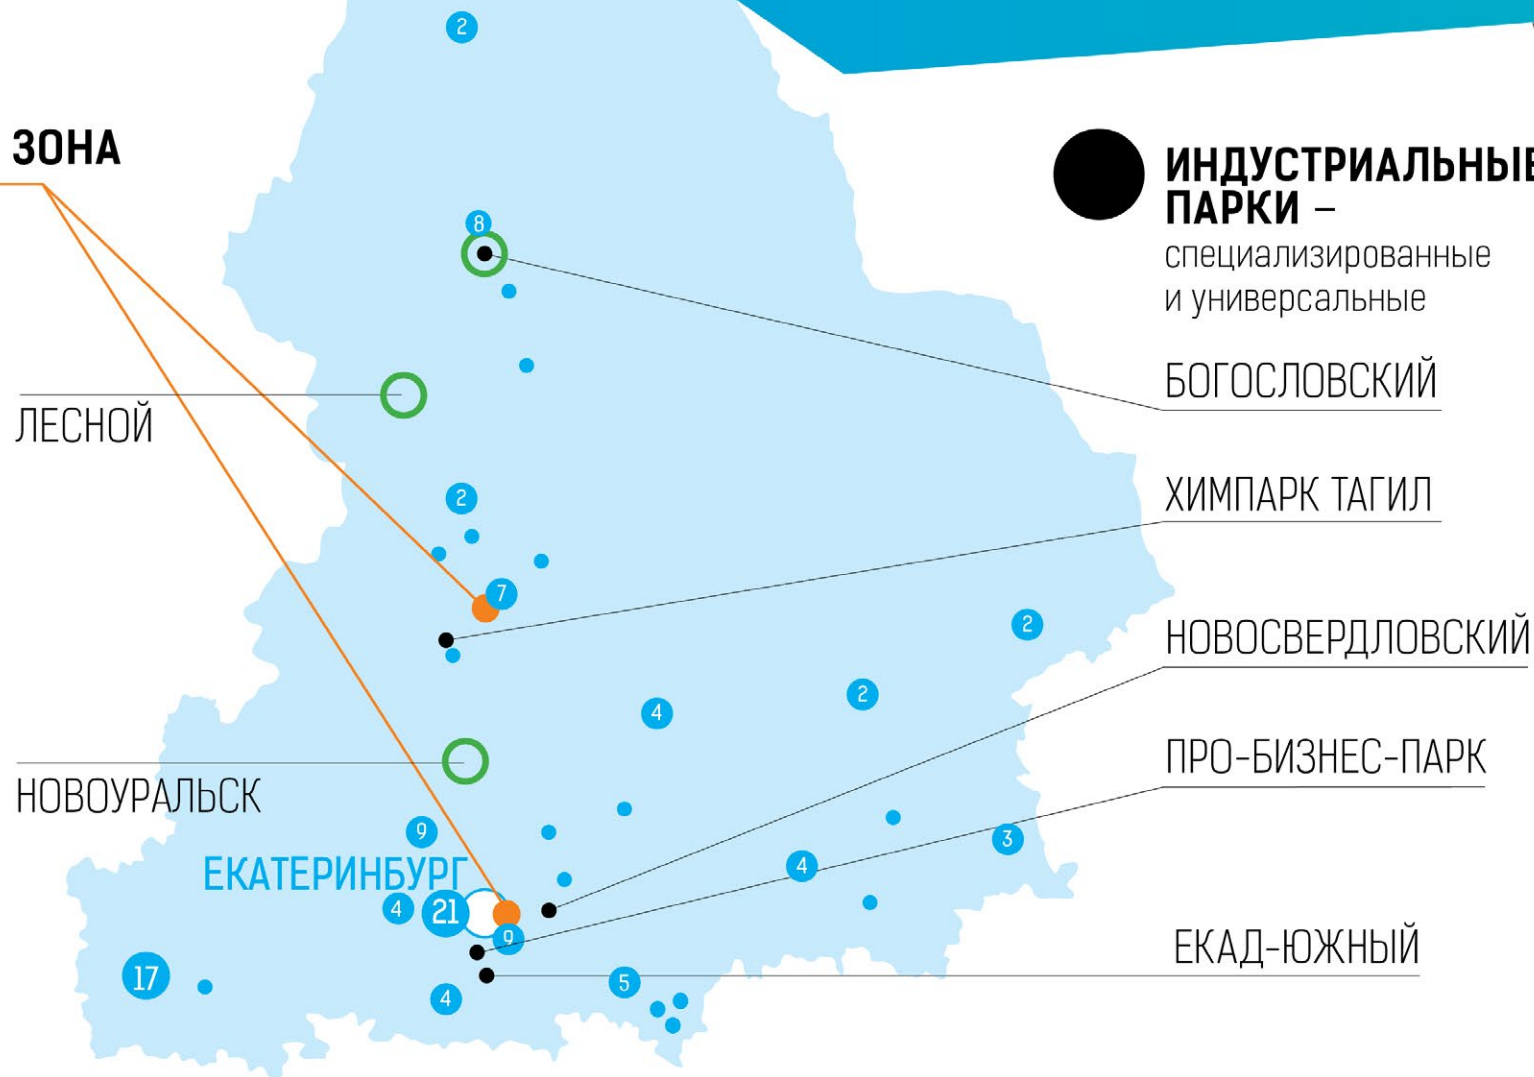 2
ЗОНА
ИНДУСТРИАЛЬНЫЕ
ПАРКИ –
специализированные
и универсальные
8
БОГОСЛОВСКИЙ
ЛЕСНОЙ
2
ХИМПАРК ТАГИЛ
7
2
НОВОСВЕРДЛОВСКИЙ
2
4
ПРО-БИЗНЕС-ПАРК
НОВОУРАЛЬСК
9
3
4
ЕКАТЕРИНБУРГ
4
21
9
ЕКАД-ЮЖНЫЙ
17
5
4